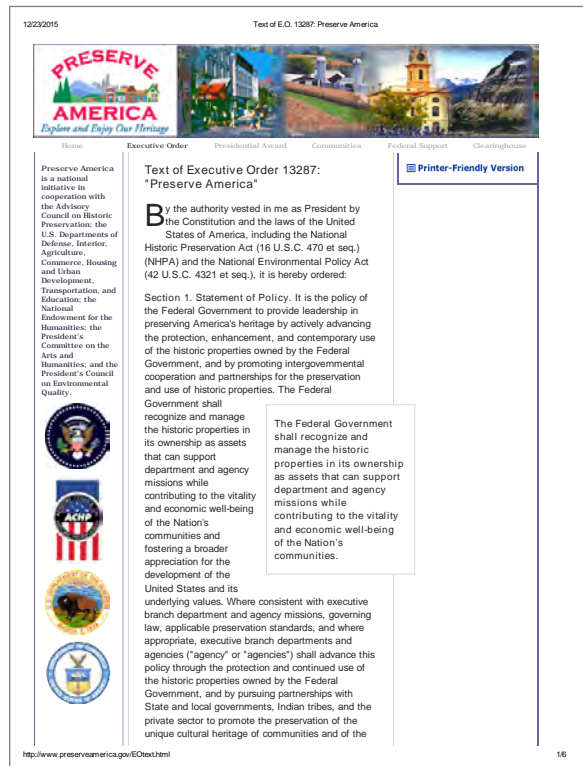 12/23/2015
Text of E.O. 13287: Preserve America
PRESERVE
AMERICA
Explore and Enjoy Our Heritage
Home
Executive Order
Presidential Award
Communities
Federal Support
Clearinghouse
Preserve America
is a national
initiative in
cooperation with
the Advisory
Council on Historic
Preservation; the
U.S. Departments of
Defense, Interior,
Agriculture,
Commerce, Housing
and Urban
Development,
Transportation, and
Education; the
National
Endowment for the
Humanities; the
President's
Committee on the
Arts and
Humanities; and the
President's Council
on Environmental
Quality.
ACHP
Text of Executive Order 13287:
"Preserve America"
By the authority vested in me as President by
the Constitution and the laws of the United
States of America, including the National
Historic Preservation Act (16 U.S.C. 470 et seq.)
(NHPA) and the National Environmental Policy Act
(42 U.S.C. 4321 et seq.), it is hereby ordered:
Section 1. Statement of Policy. It is the policy of
the Federal Government to provide leadership in
preserving America's heritage by actively advancing
the protection, enhancement, and contemporary use
of the historic properties owned by the Federal
Government, and by promoting intergovernmental
cooperation and partnerships for the preservation
and use of historic properties. The Federal
Government shall
recognize and manage
the historic properties in
its ownership as assets
that can support
department and agency
missions while
contributing to the vitality
and economic well-being
of the Nation's
communities and
fostering a broader
appreciation for the
development of the
United States and its
underlying values. Where consistent with executive
branch department and agency missions, governing
law, applicable preservation standards, and where
appropriate, executive branch departments and
agencies ("agency" or "agencies") shall advance this
policy through the protection and continued use of
the historic properties owned by the Federal
Government, and by pursuing partnerships with
State and local governments, Indian tribes, and the
private sector to promote the preservation of the
unique cultural heritage of communities and of the
The Federal Government
shall recognize and
manage the historic
properties in its ownership
as assets that can support
department and agency
missions while
contributing to the vitality
and economic well-being
of the Nation's
communities.
Printer-Friendly Version
http://www.preserveamerica.gov/EOtext.html
1/6